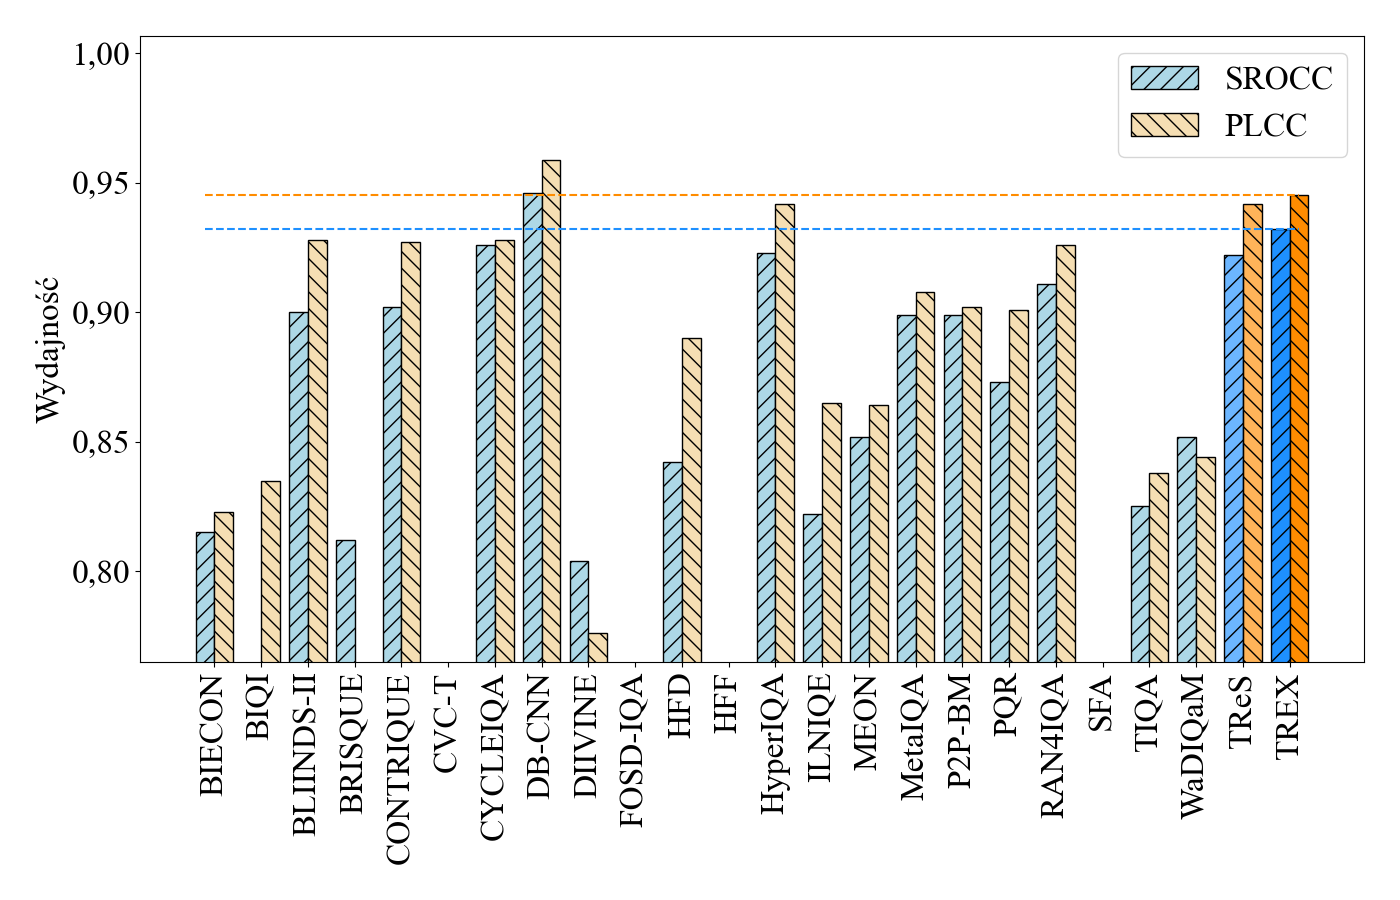 1,00
0,95
0,90
0,85
0,80
Wydajność
SROCC
PLCC
BIECON
BIQI
BLIINDS-II
BRISQUE
CONTRIQUE
CVC-T
CYCLEIQA
DB-CNN
DIIVINE
FOSD-IQA
HFD
HFF
HyperIQA
ILNIQE
MEON
MetaIQA
P2P-BM
PQR
RAN4IQA
SFA
TIQA
WaDIQaM
TReS
TREX